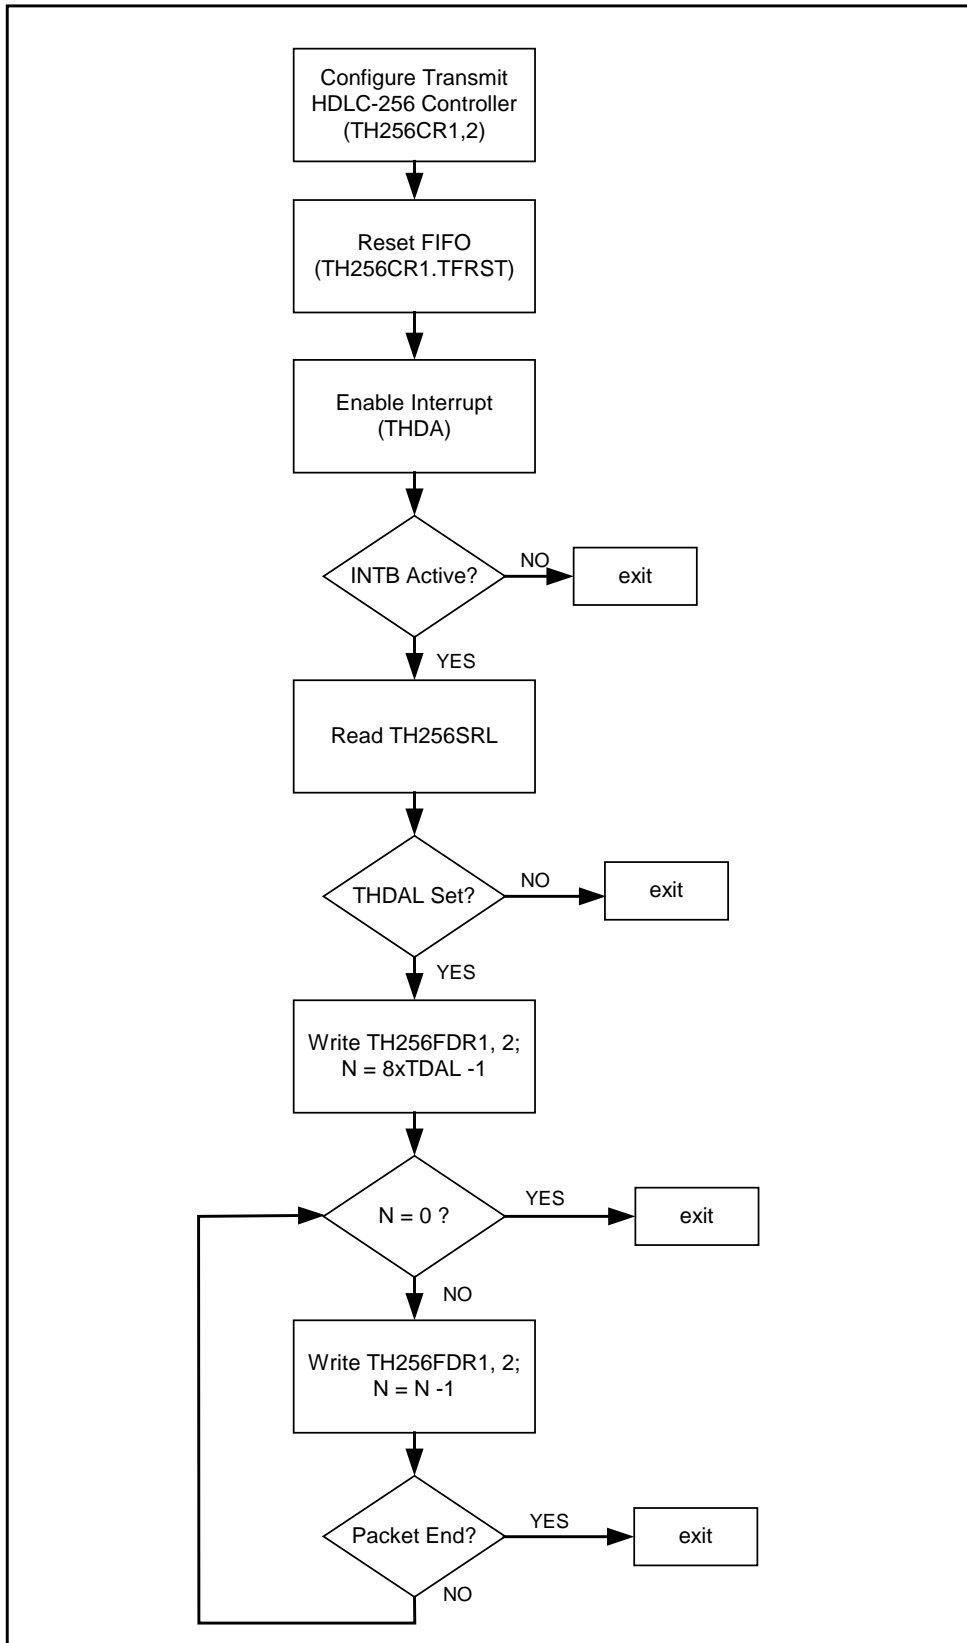 Configure Transmit
HDLC-256 Controller
(TH256CR1,2)
Reset FIFO
(TH256CR1.TFRST)
Enable Interrupt
(THDA)
INTB Active?
NO
exit
YES
Read TH256SRL
THDAL Set?
NO
exit
YES
Write TH256FDR1, 2;
N = 8xTDAL -1
N = 0 ?
YES
exit
NO
Write TH256FDR1, 2;
N = N -1
Packet End?
YES
exit
NO